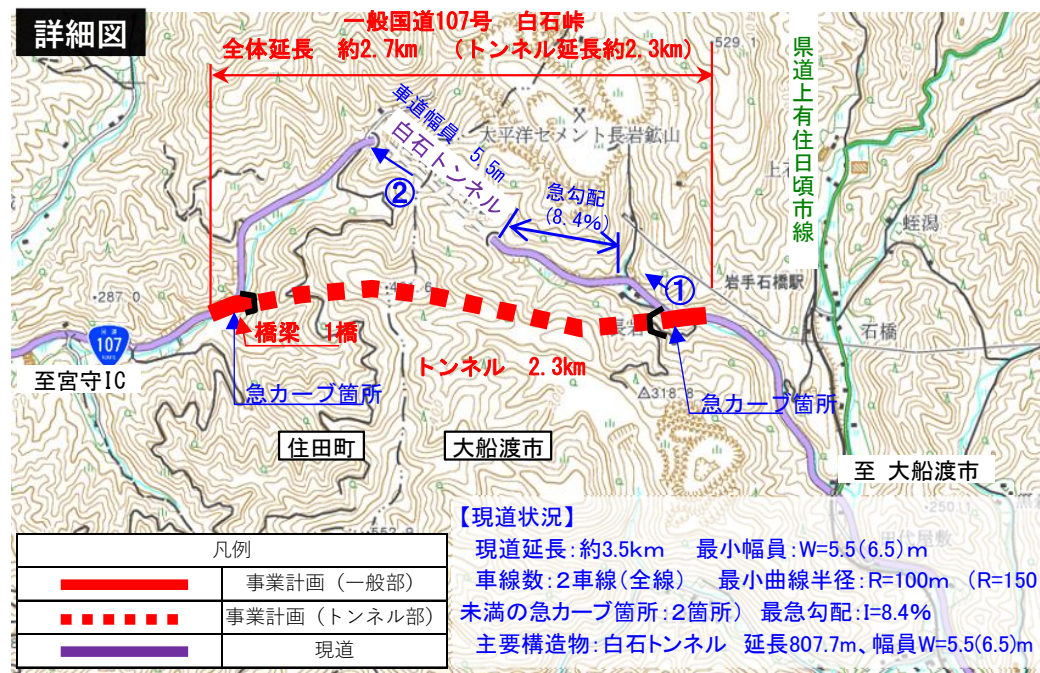 詳細図
一般国道107号 白石峠
全体延長 約2.7km （トンネル延長約2.3km）
529.1
県道上有住日頃市線
車道幅員 5.5m
白石トンネル
太平洋セメント長岩鉱山
②
急勾配
(8.4%)
蛭潟
①
岩手石橋駅
287.0
石橋
107
橋梁 1橋
長岩
至宮守IC
トンネル 2.3km
急カーブ箇所
318.8
急カーブ箇所
住田町
大船渡市
至 大船渡市
【現道状況】
現道延長：約3.5km 最小幅員：W=5.5(6.5)m
車線数：2車線(全線) 最小曲線半径：R=100m (R=150
未満の急カーブ箇所：2箇所) 最急勾配：I=8.4%
主要構造物：白石トンネル 延長807.7m、幅員W=5.5(6.5)m
凡例
事業計画（一般部）
事業計画（トンネル部）
現道